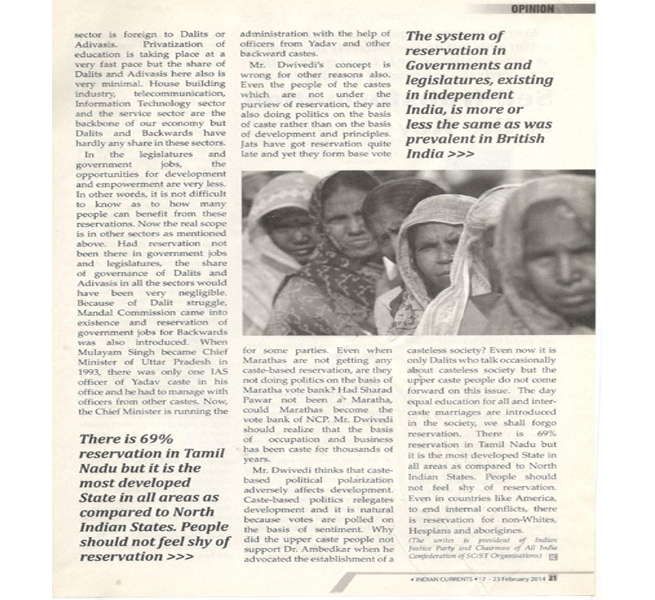 OPINION
sector is foreign to Dalits or
Adivasis. Privatization of
education is taking place at a
very fast pace but the share of
Dalits and Adivasis here also is
very minimal. House building
industry, telecommunication,
Information Technology sector
and the service sector are the
backbone of our economy but
Dalits and Backwards have
hardly any share in these sectors.
In the legislatures and
government jobs, the
opportunities for development
and empowerment are very less.
In other words, it is not difficult
to know as to how many
people can benefit from these
reservations. Now the real scope
is in other sectors as mentioned
above. Had reservation not
been there in government jobs
and legislatures, the share
of governance of Dalits and
Adivasis in all the sectors would
have been very negligible.
Because of Dalit struggle,
Mandal Commission came into
existence and reservation of
government jobs for Backwards
was also introduced. When
Mulayam Singh became Chief
Minister of Uttar Pradesh in
1993, there was only one IAS
officer of Yadav caste in his
office and he had to manage with
officers from other castes. Now,
the Chief Minister is running the
There is 69%
reservation in Tamil
Nadu but it is the
most developed
State in all areas as
compared to North
Indian States. People
should not feel shy of
reservation >>>
administration with the help of
officers from Yadav and other
backward castes.
Mr. Dwivedi's concept is
wrong for other reasons also.
Even the people of the castes
which are not under the
purview of reservation, they are
also doing politics on the basis
of caste rather than on the basis
of development and principles.
Jats have got reservation quite
late and yet they form base vote
for some parties. Even when
Marathas are not getting any
caste-based reservation, are they
not doing politics on the basis of
Maratha vote bank? Had Sharad
Pawar not been a Maratha,
could Marathas become the
vote bank of NCP. Mr. Dwivedi
should realize that the basis
of occupation and business
has been caste for thousands of
years.
Mr. Dwivedi thinks that caste-
based political polarization
adversely affects development.
Caste-based politics relegates
development and it is natural
because votes are polled on
the basis of sentiment. Why
did the upper caste people not
support Dr. Ambedkar when he
advocated the establishment of a
The system of
reservation in
Governments and
legislatures, existing
in independent
India, is more or
less the same as was
prevalent in British
India >>>
casteless society? Even now it is
only Dalits who talk occasionally
about casteless society but the
upper caste people do not come
forward on this issue. The day
equal education for all and inter-
caste marriages are introduced
in the society, we shall forgo
reservation. There is 69%
reservation in Tamil Nadu but
it is the most developed State in
all areas as compared to North
Indian States. People should
not feel shy of reservation.
Even in countries like America,
to end internal conflicts, there
is reservation for non-Whites,
Hespians and aborigines.
(The writer is president of Indian
Justice Party and Chairman of All India
Confederation of SC/ST Organisations)
• INDIAN CURRENTS • 17 - 23 February 2014 21